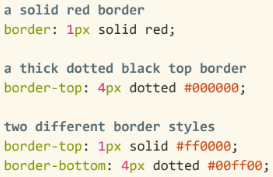 a solid red border
border: 1px solid red;
a thick dotted black top border
border-top: 4px dotted #000000;
two different border styles
border-top: 1px solid #ff0000;
border-bottom: 4px dotted #00ff00;